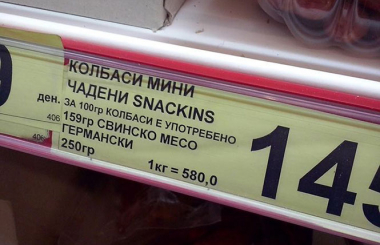 КОЛБАСИ МИНИ
ЧАДЕНИ SNACKINS
ден. ЗА 100гр КОЛБАСИ Е УПОТРЕБЕНО
406 159гр СВИНСКО МЕСО
406 ГЕРМАНСКИ
250гр
1кг = 580,0
145